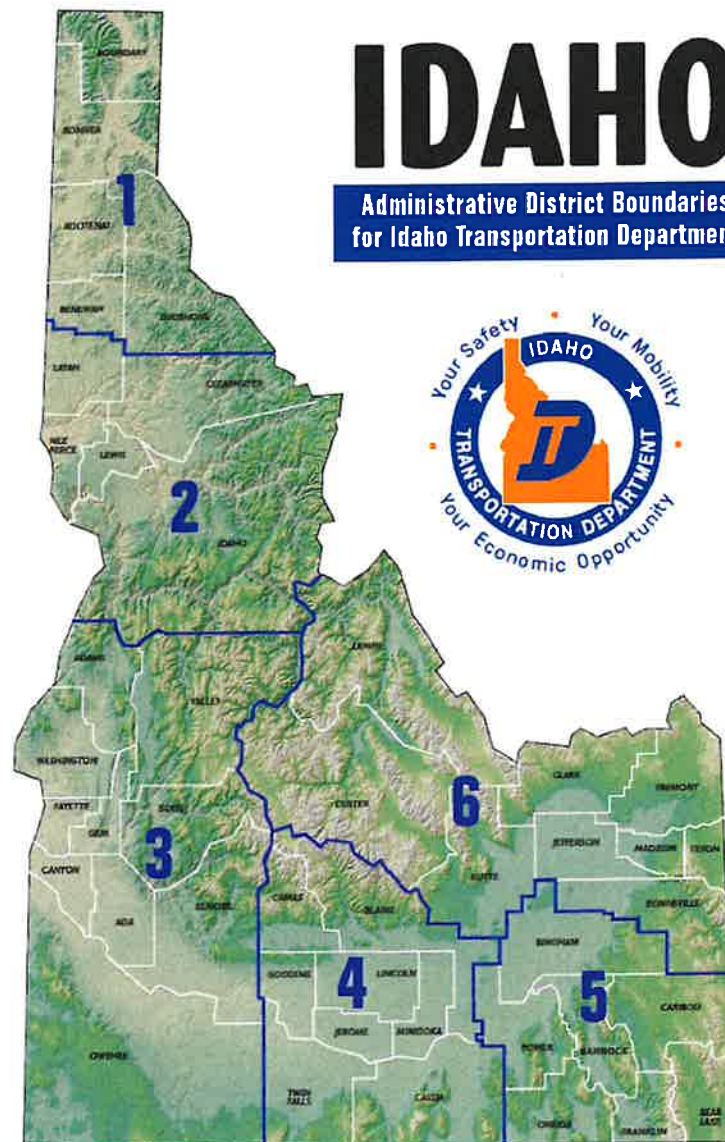 IDAHO
Administrative District Boundaries
for Idaho Transportation Departmen
Your Safety
Your Mobility
IDAHO
TRANSPORTATION DEPARTMENT
Your Economic Opportunity
BOUNDARY
BONNER
1
KOOTENAI
BENEWAH
SHOSHONE
LATAH
CLEARWATER
NEZ
PERCE
LEWIS
2
IDAHO
ADAMS
LEMHI
VALLEY
WASHINGTON
6
CLARK
FREMONT
PAYETTE
BOISE
CUSTER
GEM
3
JEFFERSON
MADISON
TETON
CANYON
BUTTE
ADA
ELMORE
CAMAS
BLAINE
BONNEVILLE
BINGHAM
GOODING
4
LINCOLN
5
CARIBOU
JEROME
MINIDOKA
POWER
BANNOCK
OWYHEE
TWIN
FALLS
CASSIA
ONEIDA
FRANKLIN
BEAR
LAKE